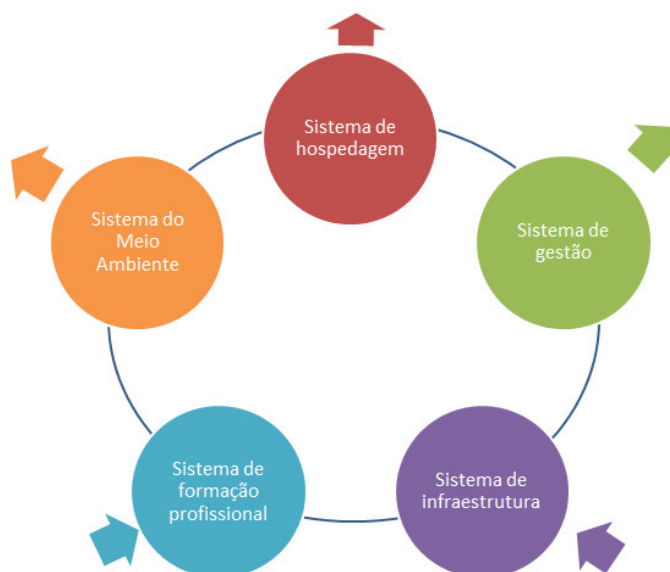 Sistema de
hospedagem
Sistema do
Meio
Ambiente
Sistema de
gestão
Sistema de
formação
profissional
Sistema de
infraestrutura